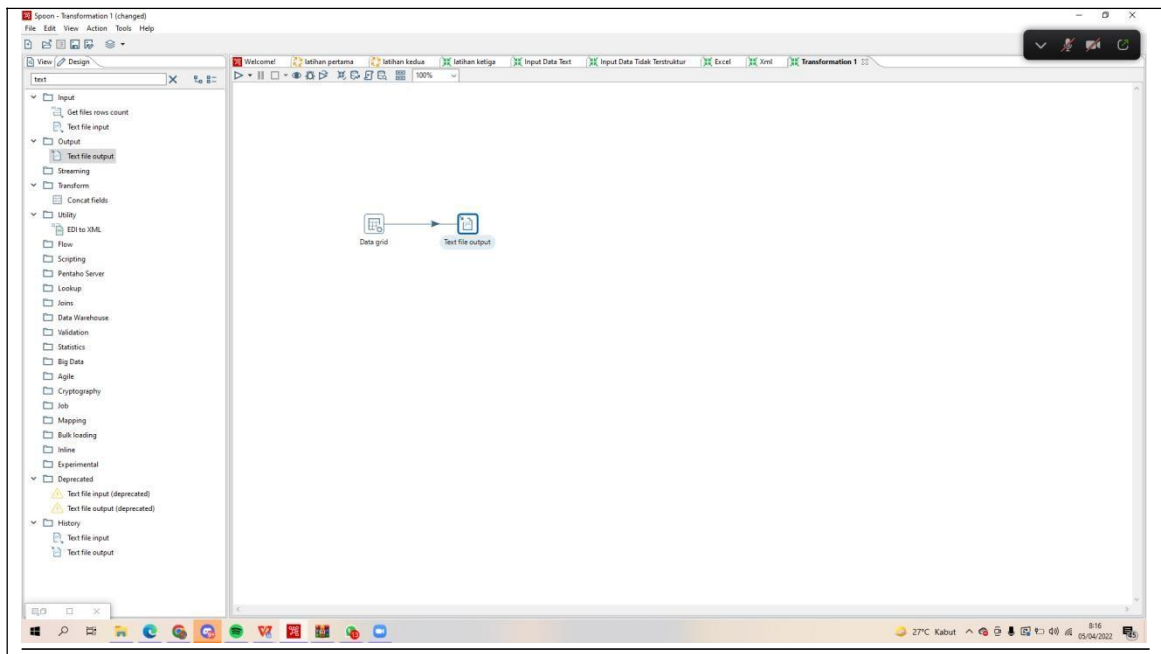 Spoon - Transformation 1 (changed)
File Edit View Action Tools Help
View Design
Welcome! latihan pertama latihan kedua latihan ketiga Input Data Text Input Data Tidak Terstruktur Excel Xml Transformation 1
text
100%
Input
Get files rows count
Text file input
Output
Text file output
Streaming
Transform
Concat fields
Utility
EDI to XML
Flow
Scripting
Pentaho Server
Lookup
Joins
Data Warehouse
Validation
Statistics
Big Data
Agile
Cryptography
Job
Mapping
Bulk loading
Inline
Experimental
Deprecated
Text file input (deprecated)
Text file output (deprecated)
History
Text file input
Text file output
Data grid Text file output
27°C Kabut
8:16
05/04/2022